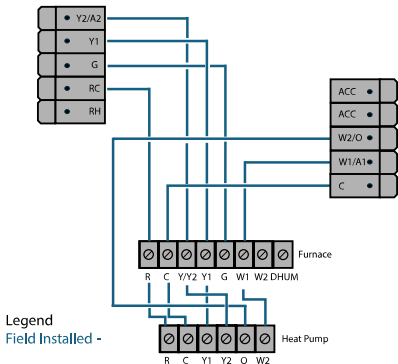 Y2/A2
Y1
G
RC
RH
ACC
ACC
W2/O
W1/A1
C
Furnace
R C Y/Y2 Y1 G W1 W2 DHUM
Legend
Field Installed -
Heat Pump
R C Y1 Y2 O W2